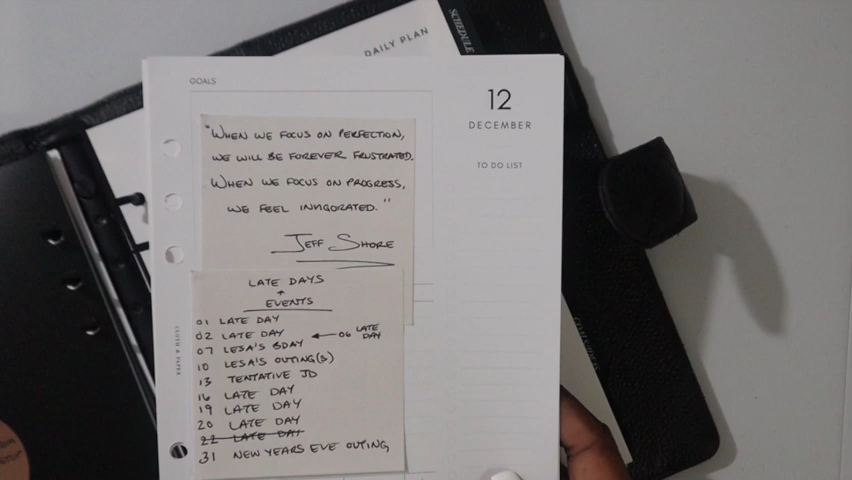 DAILY PLAN
SCHEDULE
GOALS
12
DECEMBER
TO DO LIST
"WHEN WE FOCUS ON PERFECTION,
WE WILL BE FOREVER FRUSTRATED.
WHEN WE FOCUS ON PROGRESS,
WE FEEL INVIGORATED."
JEFF SHORE
LATE DAYS
+
EVENTS
01 LATE DAY
02 LATE DAY ← 06 LATE DAY
07 LESA'S BDAY
10 LESA'S OUTING(S)
13 TENTATIVE JD
16 LATE DAY
19 LATE DAY
20 LATE DAY
22 LATE DAY
31 NEW YEARS EVE OUTING
CLOTH & PAPER